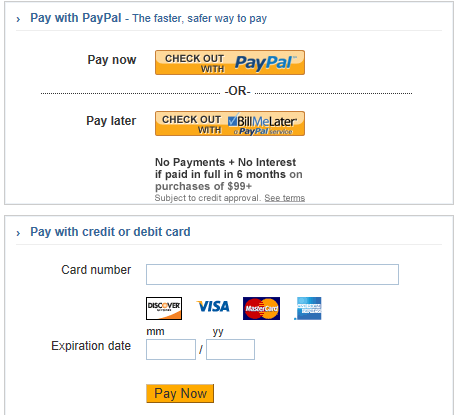 › Pay with PayPal - The faster, safer way to pay
Pay now
CHECK OUT WITH PayPal
-OR-
Pay later
CHECK OUT WITH BillMeLater
a PayPal service
No Payments + No Interest
if paid in full in 6 months on
purchases of $99+
Subject to credit approval. See terms
› Pay with credit or debit card
Card number
DISCOVER VISA MasterCard
mm yy
Expiration date /
Pay Now